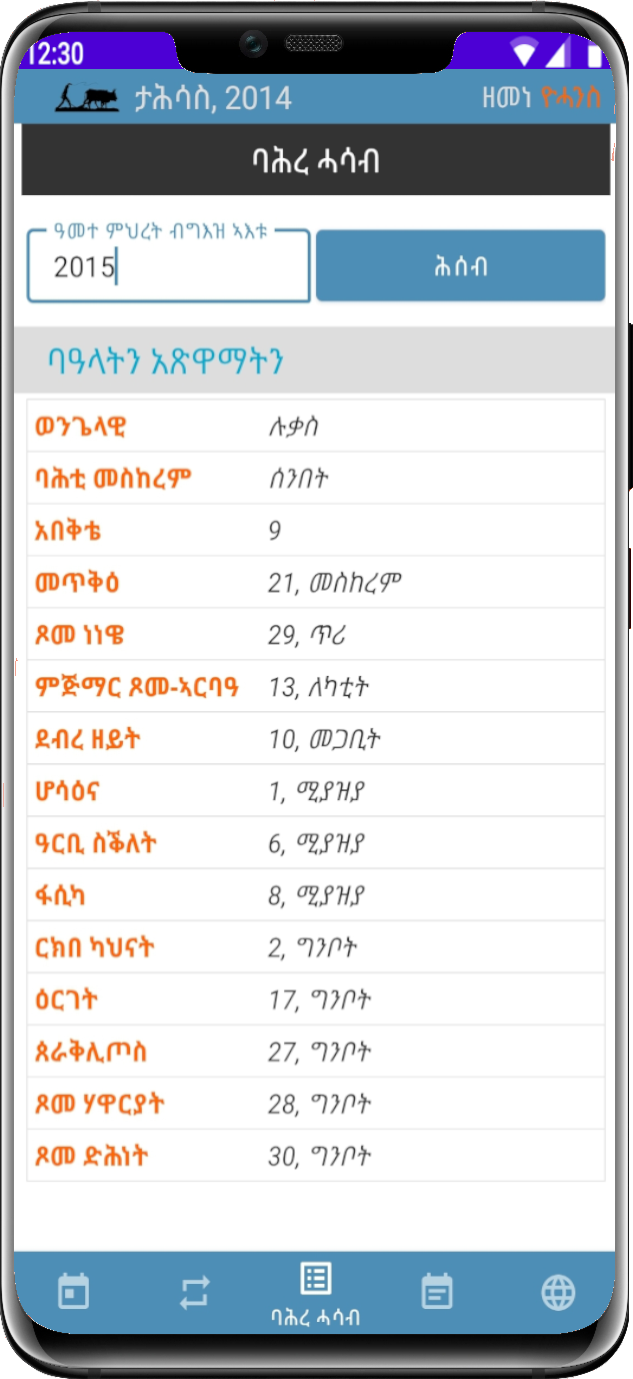 12:30
ታሕሳስ, 2014
ዘመነ ዮሓንስ
ባሕረ ሓሳብ
ዓመተ ምህረት ብግእዝ ኣእቱ
2015
ሕሰብ
ባዓላትን አጽዋማትን
ወንጌላዊ ሉቃስ
ባሕቲ መስከረም ሰንበት
አበቅቴ 9
መጥቅዕ 21, መስከረም
ጾመ ነነዌ 29, ጥሪ
ምጅማር ጾመ-ኣርባዓ 13, ለካቲት
ደብረ ዘይት 10, መጋቢት
ሆሳዕና 1, ሚያዝያ
ዓርቢ ስቕለት 6, ሚያዝያ
ፋሲካ 8, ሚያዝያ
ርክበ ካህናት 2, ግንቦት
ዕርገት 17, ግንቦት
ጰራቅሊጦስ 27, ግንቦት
ጾመ ሃዋርያት 28, ግንቦት
ጾመ ድሕነት 30, ግንቦት
ባሕረ ሓሳብ